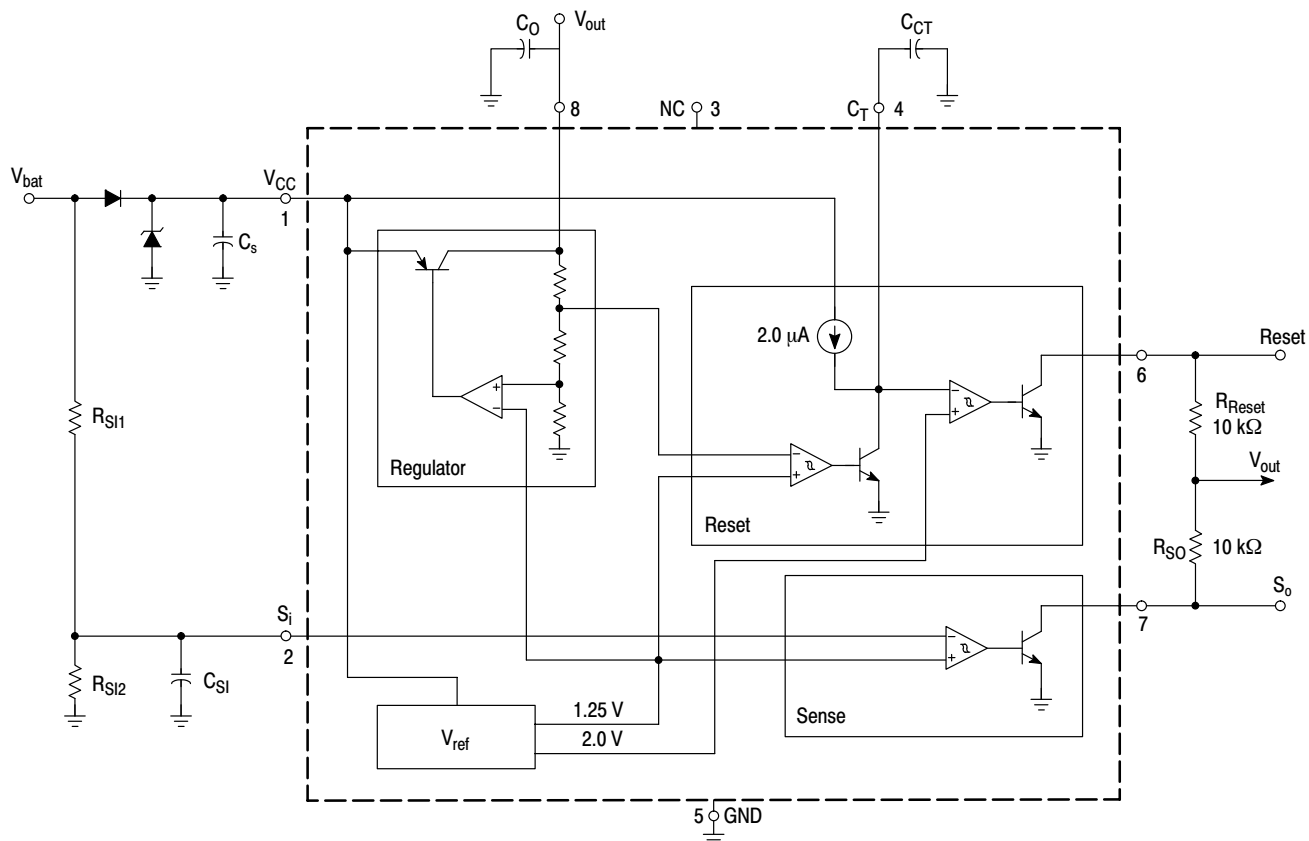 C_O
V_out
C_CT
8
NC 3
C_T 4
V_bat
V_CC
1
C_s
2.0 μA
Reset
6
R_Reset
10 kΩ
V_out
R_SO 10 kΩ
S_o
7
R_SI1
+
−
Regulator
−
+
−
+
Reset
S_i
2
−
+
R_SI2
C_SI
1.25 V
2.0 V
V_ref
Sense
5 GND